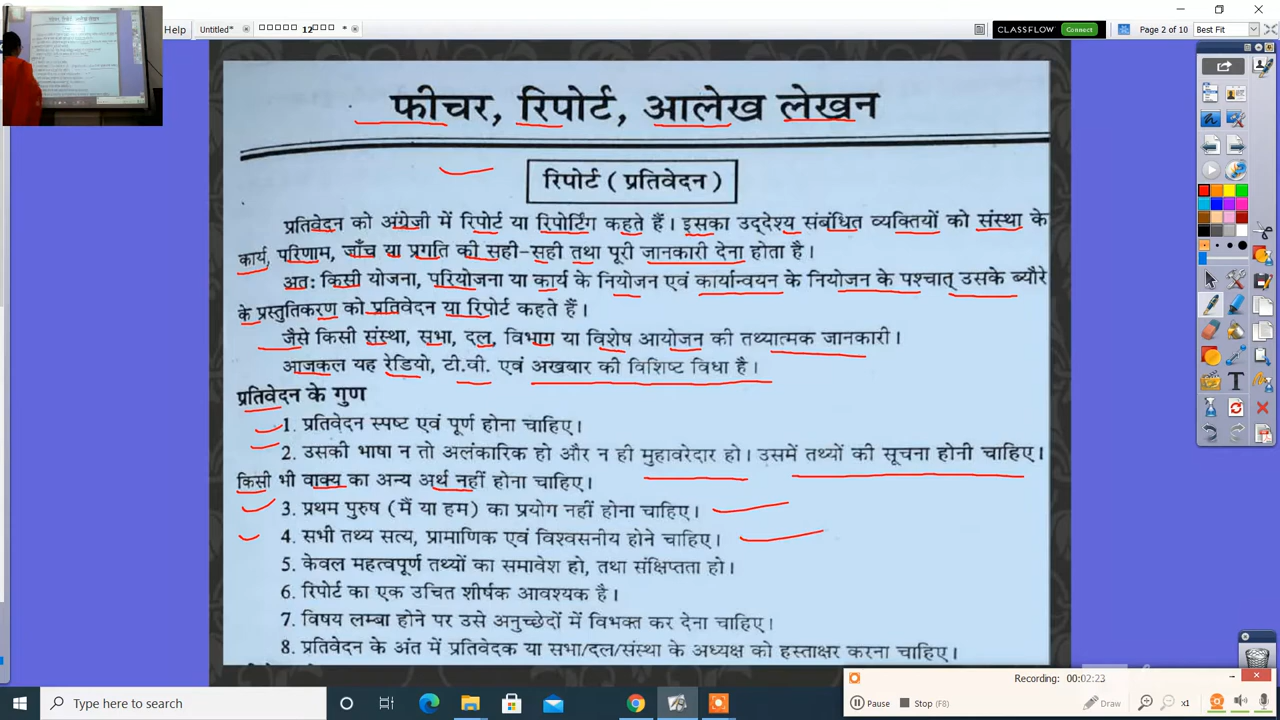 Help
Untitled*
12
*
CLASSFLOW
Connect
Page 2 of 10
Best Fit
फीचर, रिपोर्ट, आलेख लेखन
रिपोर्ट ( प्रतिवेदन )
प्रतिवेदन को अंग्रेजी में रिपोर्ट या रिपोर्टिंग कहते हैं। इसका उद्देश्य संबंधित व्यक्तियों को संस्था के
कार्य, परिणाम, जाँच या प्रगति की सही-सही तथा पूरी जानकारी देना होता है।
अतः किसी योजना, परियोजना या कार्य के नियोजन एवं कार्यान्वयन के नियोजन के पश्चात् उसके ब्यौरे
के प्रस्तुतिकरण को प्रतिवेदन या रिपोर्ट कहते हैं।
जैसे किसी संस्था, सभा, दल, विभाग या विशेष आयोजन की तथ्यात्मक जानकारी।
आजकल यह रेडियो, टी.वी. एवं अखबार की विशिष्ट विधा है।
प्रतिवेदन के गुण
1. प्रतिवेदन स्पष्ट एवं पूर्ण होना चाहिए।
2. उसकी भाषा न तो अलंकारिक हो और न ही मुहावरेदार हो। उसमें तथ्यों की सूचना होनी चाहिए।
किसी भी वाक्य का अन्य अर्थ नहीं होना चाहिए।
3. प्रथम पुरुष (मैं या हम) का प्रयोग नहीं होना चाहिए।
4. सभी तथ्य सत्य, प्रामाणिक एवं विश्वसनीय होने चाहिए।
5. केवल महत्वपूर्ण तथ्यों का समावेश हो, तथा संक्षिप्तता हो।
6. रिपोर्ट का एक उचित शीर्षक आवश्यक है।
7. विषय लम्बा होने पर उसे अनुच्छेदों में विभक्त कर देना चाहिए।
8. प्रतिवेदन के अंत में प्रतिवेदक या सभा/दल/संस्था के अध्यक्ष को हस्ताक्षर करना चाहिए।
Recording: 00:02:23
Pause
Stop (F8)
Draw
x1
Type here to search